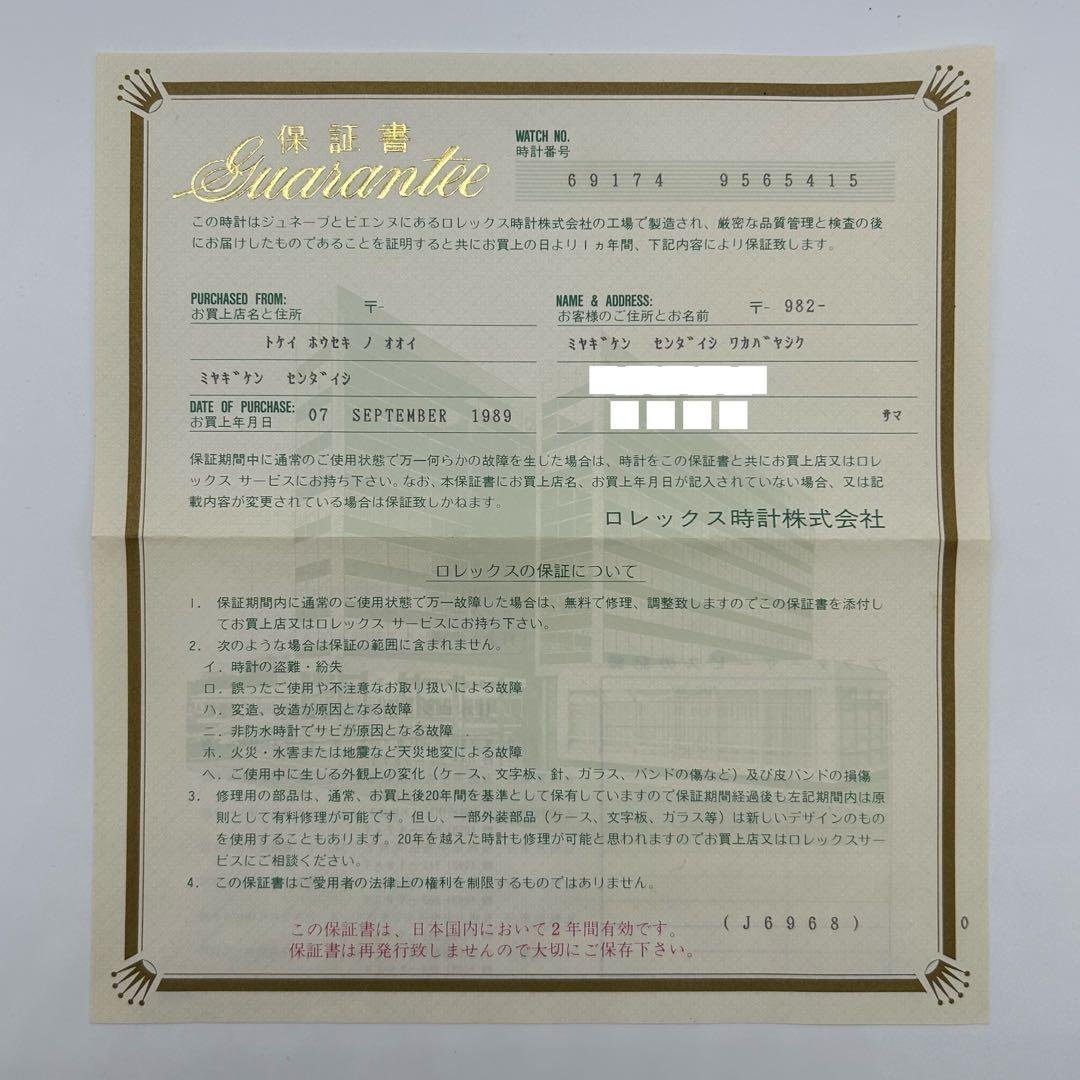 保証書
Guarantee
WATCH NO.
時計番号
69174 9565415
この時計はジュネーブとビエンヌにあるロレックス時計株式会社の工場で製造され、厳密な品質管理と検査の後
にお届けしたものであることを証明すると共にお買上の日より1ヵ年間、下記内容により保証致します。
PURCHASED FROM:
お買上店名と住所
〒-
トケイ ホウセキ ノ オオイ
ミヤギケン センダイシ
NAME & ADDRESS:
お客様のご住所とお名前
〒- 982-
ミヤギケン センダイシ ワカバヤシク
サマ
DATE OF PURCHASE:
お買上年月日
07 SEPTEMBER 1989
保証期間中に通常のご使用状態で万一何らかの故障を生した場合は、時計をこの保証書と共にお買上店又はロレ
ックス サービスにお持ち下さい。なお、本保証書にお買上店名、お買上年月日が記入されていない場合、又は記
載内容が変更されている場合は保証致しかねます。
ロレックス時計株式会社
ロレックスの保証について
1. 保証期間内に通常のご使用状態で万一故障した場合は、無料で修理、調整致しますのでこの保証書を添付し
てお買上店又はロレックス サービスにお持ち下さい。
2. 次のような場合は保証の範囲に含まれません。
イ. 時計の盗難・紛失
ロ. 誤ったご使用や不注意なお取り扱いによる故障
ハ. 変造、改造が原因となる故障
ニ. 非防水時計でサビが原因となる故障
ホ. 火災・水害または地震など天災地変による故障
ヘ. ご使用中に生じる外観上の変化（ケース、文字板、針、ガラス、バンドの傷など）及び皮バンドの損傷
3. 修理用の部品は、通常、お買上後20年間を基準として保有していますので保証期間経過後も左記期間内は原
則として有料修理が可能です。但し、一部外装部品（ケース、文字板、ガラス等）は新しいデザインのもの
を使用することもあります。20年を越えた時計も修理が可能と思われますのでお買上店又はロレックスサー
ビスにご相談ください。
4. この保証書はご愛用者の法律上の権利を制限するものではありません。
この保証書は、日本国内において2年間有効です。
保証書は再発行致しませんので大切にご保存下さい。
(J6968)
0